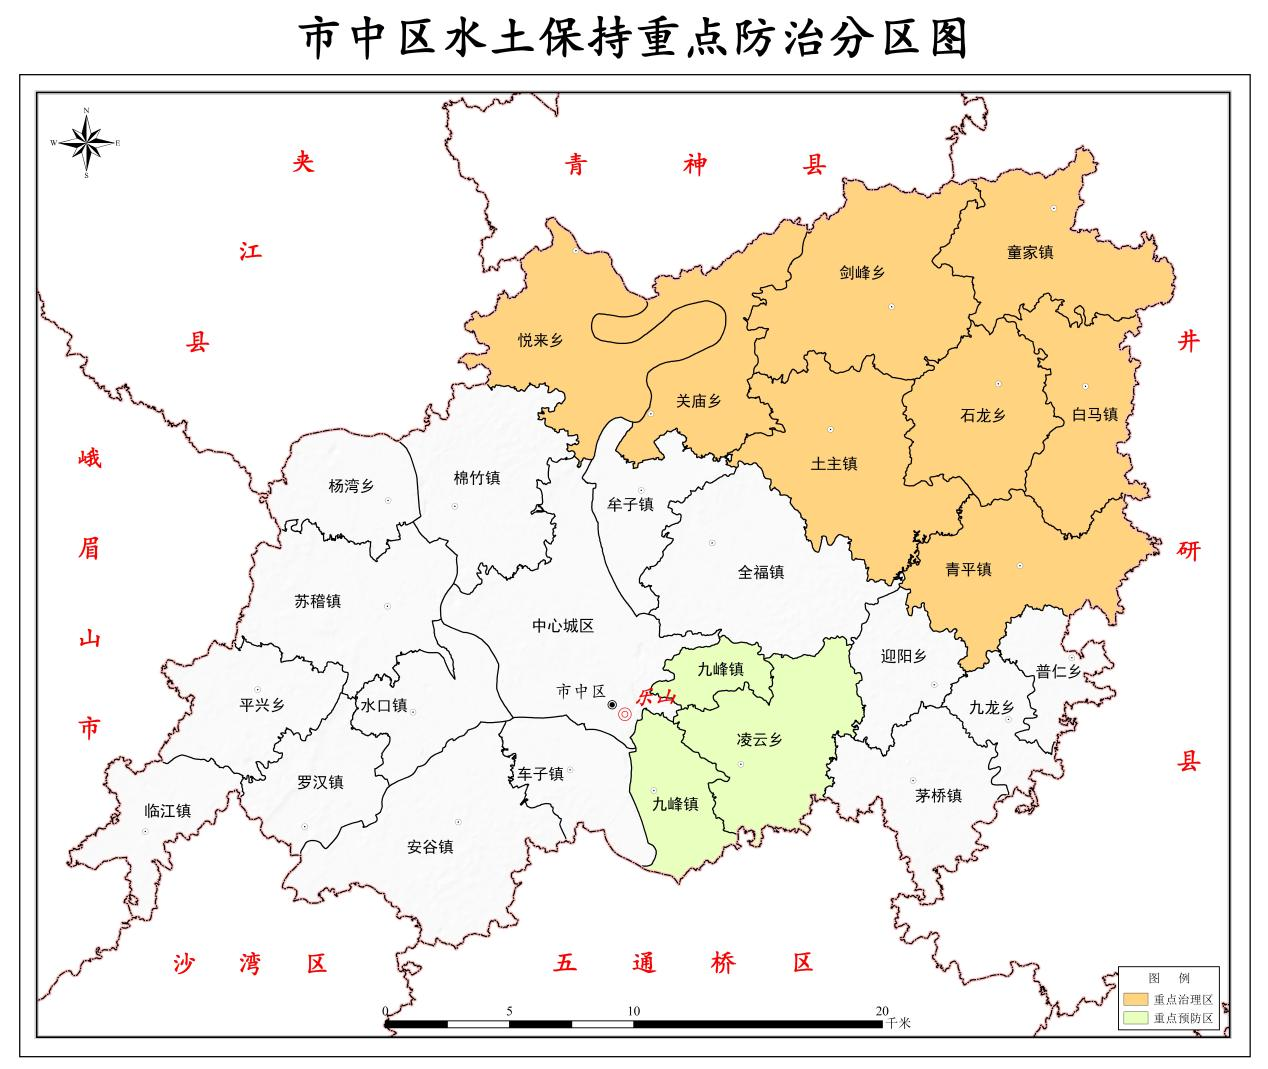 市中区水土保持重点防治分区图
N
W
E
S
夹
江
县
青神县
井
研
县
峨
眉
山
市
沙湾区
五通桥区
童家镇
剑峰乡
悦来乡
关庙乡
石龙乡
白马镇
土主镇
杨湾乡
棉竹镇
牟子镇
全福镇
青平镇
苏稽镇
中心城区
迎阳乡
普仁乡
九峰镇
市中区
乐山
平兴乡
水口镇
九龙乡
凌云乡
罗汉镇
车子镇
九峰镇
茅桥镇
临江镇
安谷镇
图例
重点治理区
重点预防区
0
5
10
20
千米